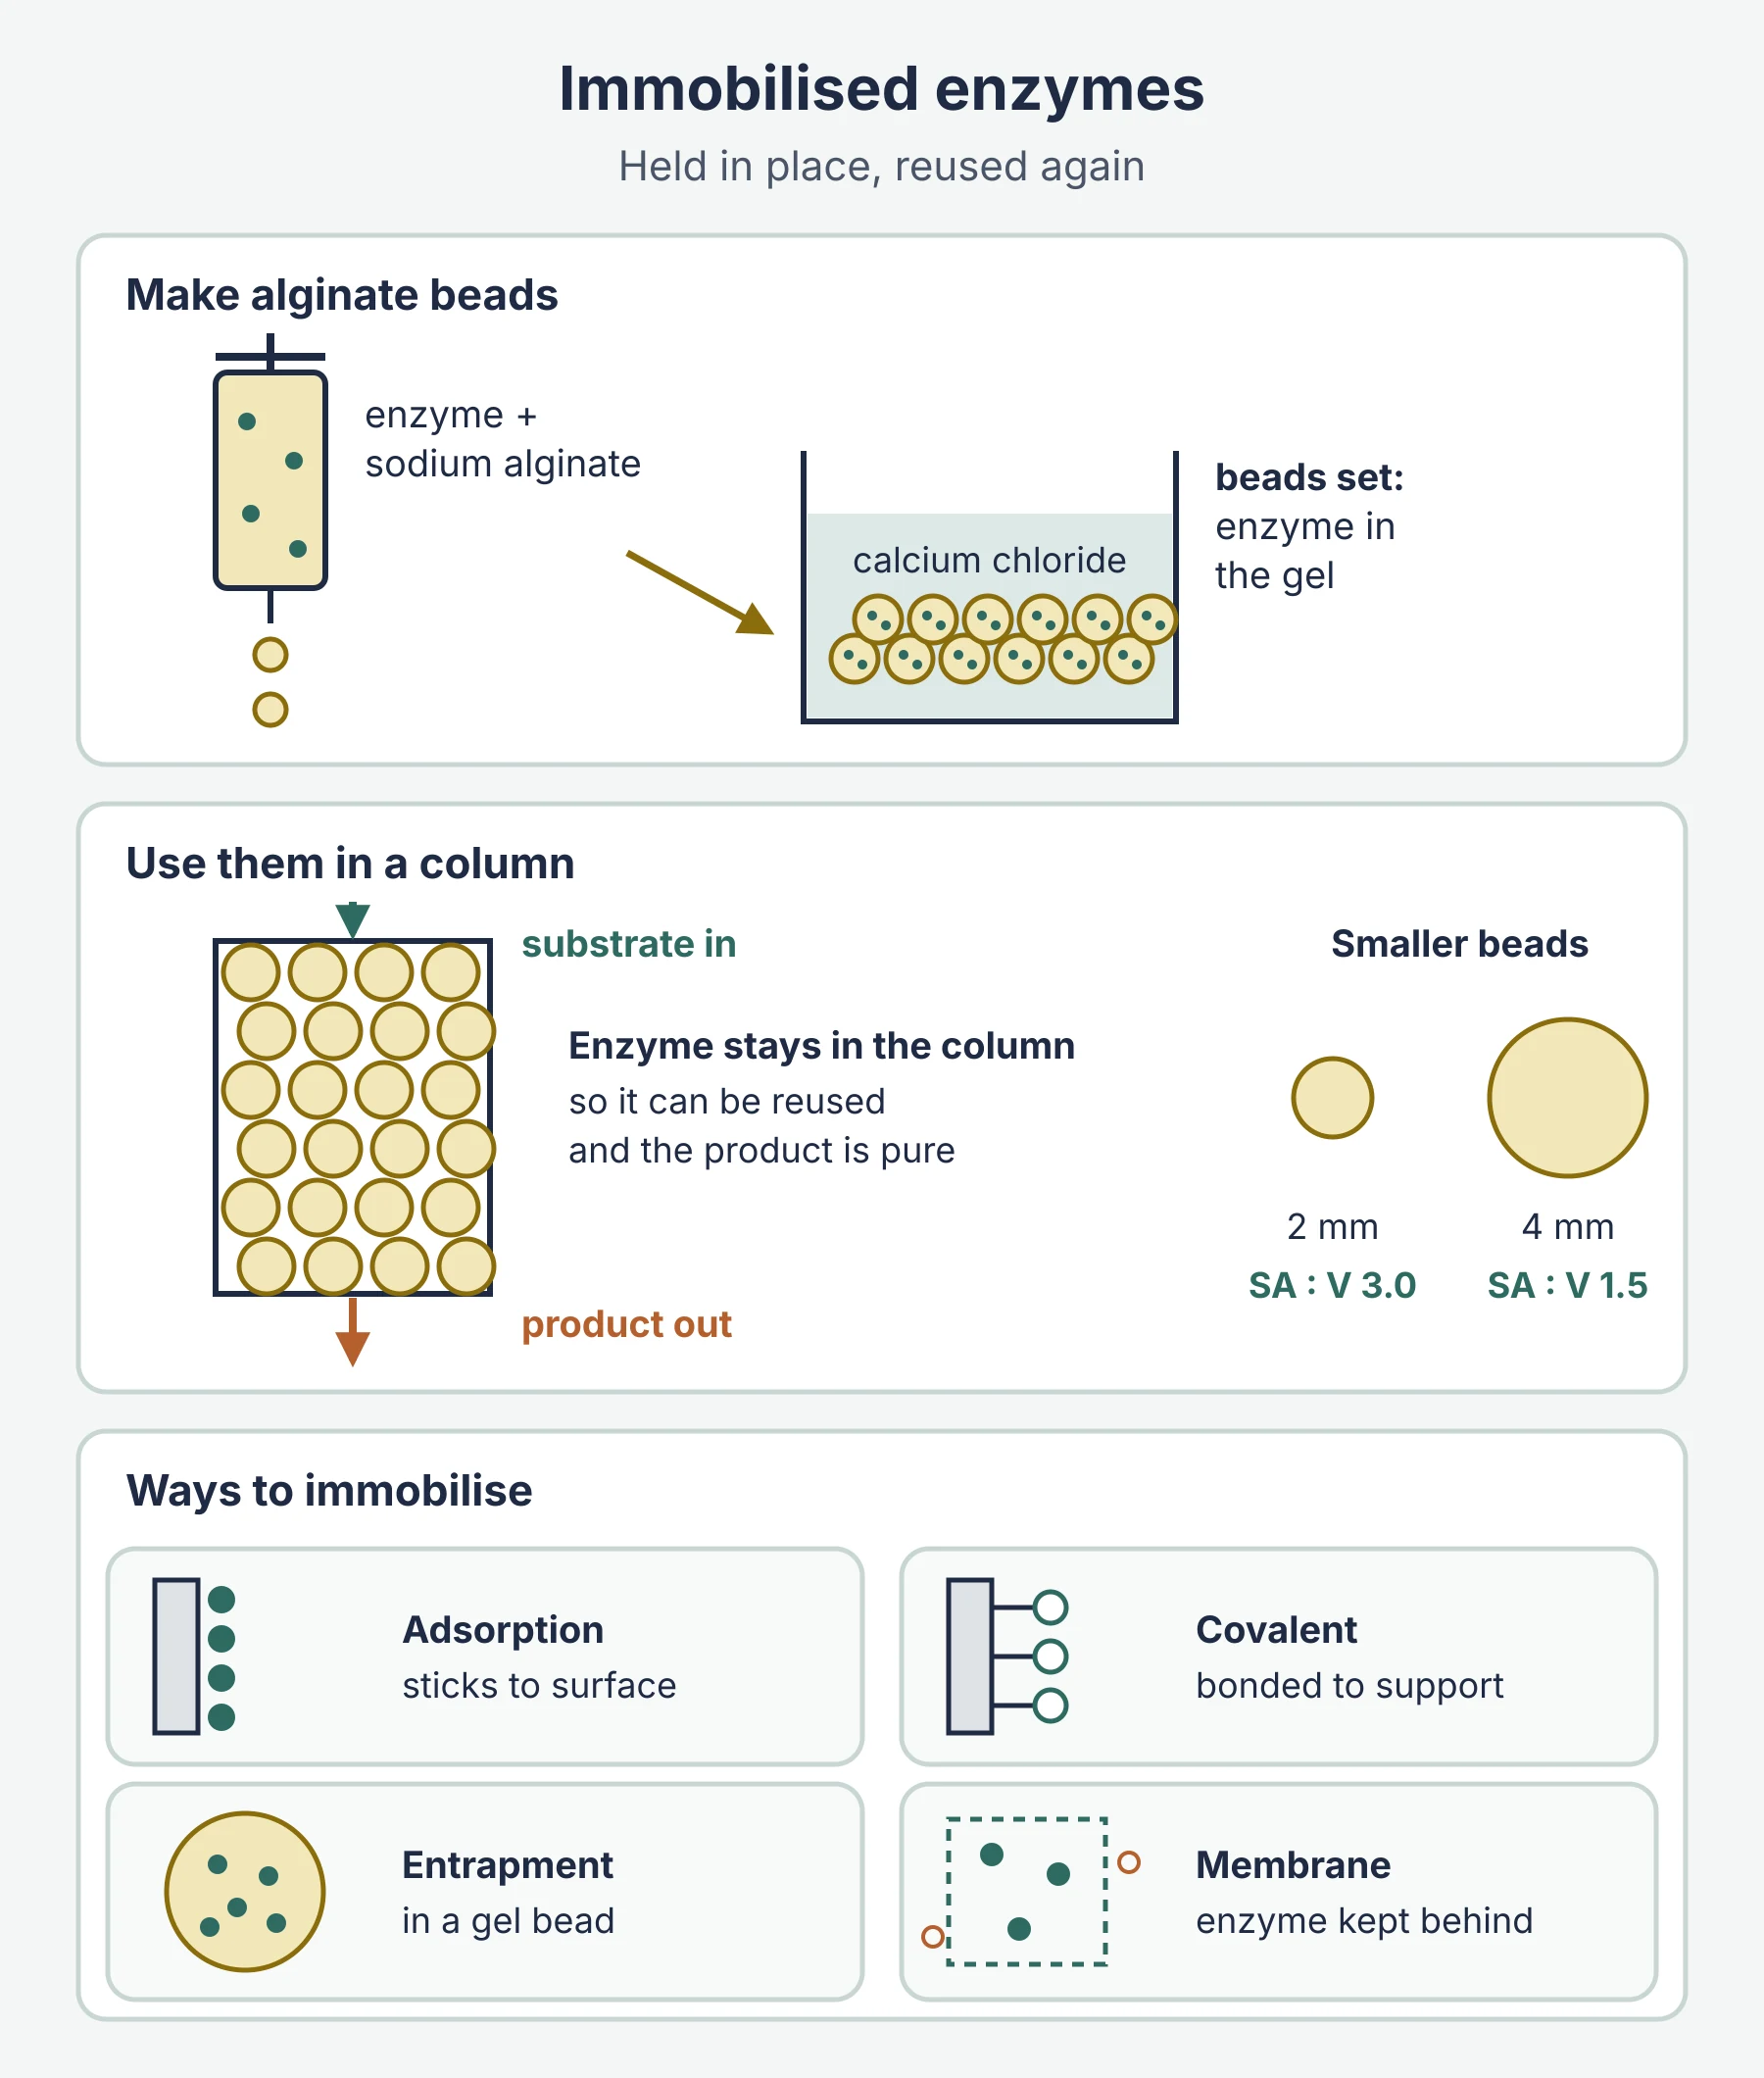 Immobilised enzymes
Held in place, reused again
Make alginate beads
enzyme +
sodium alginate
calcium chloride
beads set:
enzyme in
the gel
Use them in a column
substrate in
Enzyme stays in the column
so it can be reused
and the product is pure
product out
Smaller beads
2 mm
4 mm
SA : V 3.0
SA : V 1.5
Ways to immobilise
Adsorption
sticks to surface
Covalent
bonded to support
Entrapment
in a gel bead
Membrane
enzyme kept behind